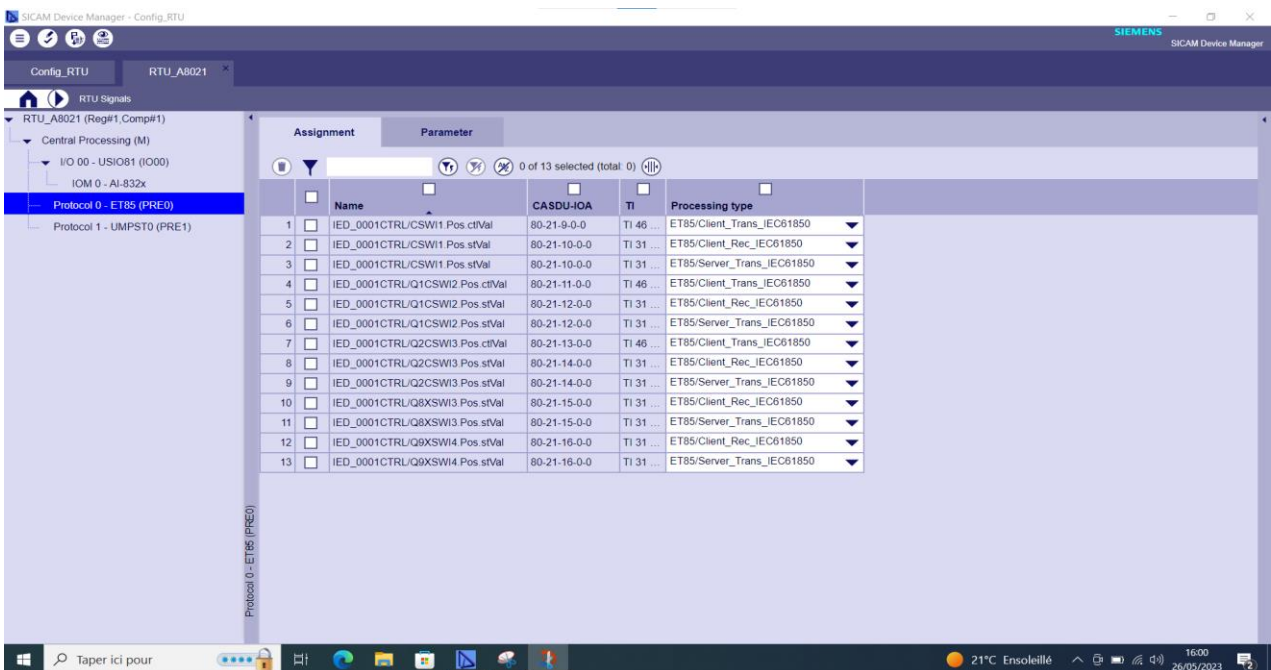 SICAM Device Manager - Config_RTU
SIEMENS
SICAM Device Manager
Config_RTU RTU_A8021 ×
RTU Signals
RTU_A8021 (Reg#1,Comp#1)
Central Processing (M)
I/O 00 - USIO81 (IO00)
IOM 0 - AI-832x
Protocol 0 - ET85 (PRE0)
Protocol 1 - UMPST0 (PRE1)
Protocol 0 - ET85 (PRE0)
Assignment Parameter
0 of 13 selected (total: 0)
Name CASDU-IOA TI Processing type
1 IED_0001CTRL/CSWI1.Pos.ctlVal 80-21-9-0-0 TI 46 ... ET85/Client_Trans_IEC61850
2 IED_0001CTRL/CSWI1.Pos.stVal 80-21-10-0-0 TI 31 ... ET85/Client_Rec_IEC61850
3 IED_0001CTRL/CSWI1.Pos.stVal 80-21-10-0-0 TI 31 ... ET85/Server_Trans_IEC61850
4 IED_0001CTRL/Q1CSWI2.Pos.ctlVal 80-21-11-0-0 TI 46 ... ET85/Client_Trans_IEC61850
5 IED_0001CTRL/Q1CSWI2.Pos.stVal 80-21-12-0-0 TI 31 ... ET85/Client_Rec_IEC61850
6 IED_0001CTRL/Q1CSWI2.Pos.stVal 80-21-12-0-0 TI 31 ... ET85/Server_Trans_IEC61850
7 IED_0001CTRL/Q2CSWI3.Pos.ctlVal 80-21-13-0-0 TI 46 ... ET85/Client_Trans_IEC61850
8 IED_0001CTRL/Q2CSWI3.Pos.stVal 80-21-14-0-0 TI 31 ... ET85/Client_Rec_IEC61850
9 IED_0001CTRL/Q2CSWI3.Pos.stVal 80-21-14-0-0 TI 31 ... ET85/Server_Trans_IEC61850
10 IED_0001CTRL/Q8XSWI3.Pos.stVal 80-21-15-0-0 TI 31 ... ET85/Client_Rec_IEC61850
11 IED_0001CTRL/Q8XSWI3.Pos.stVal 80-21-15-0-0 TI 31 ... ET85/Server_Trans_IEC61850
12 IED_0001CTRL/Q9XSWI4.Pos.stVal 80-21-16-0-0 TI 31 ... ET85/Client_Rec_IEC61850
13 IED_0001CTRL/Q9XSWI4.Pos.stVal 80-21-16-0-0 TI 31 ... ET85/Server_Trans_IEC61850
Taper ici pour
21°C Ensoleillé
16:00
26/05/2023
2